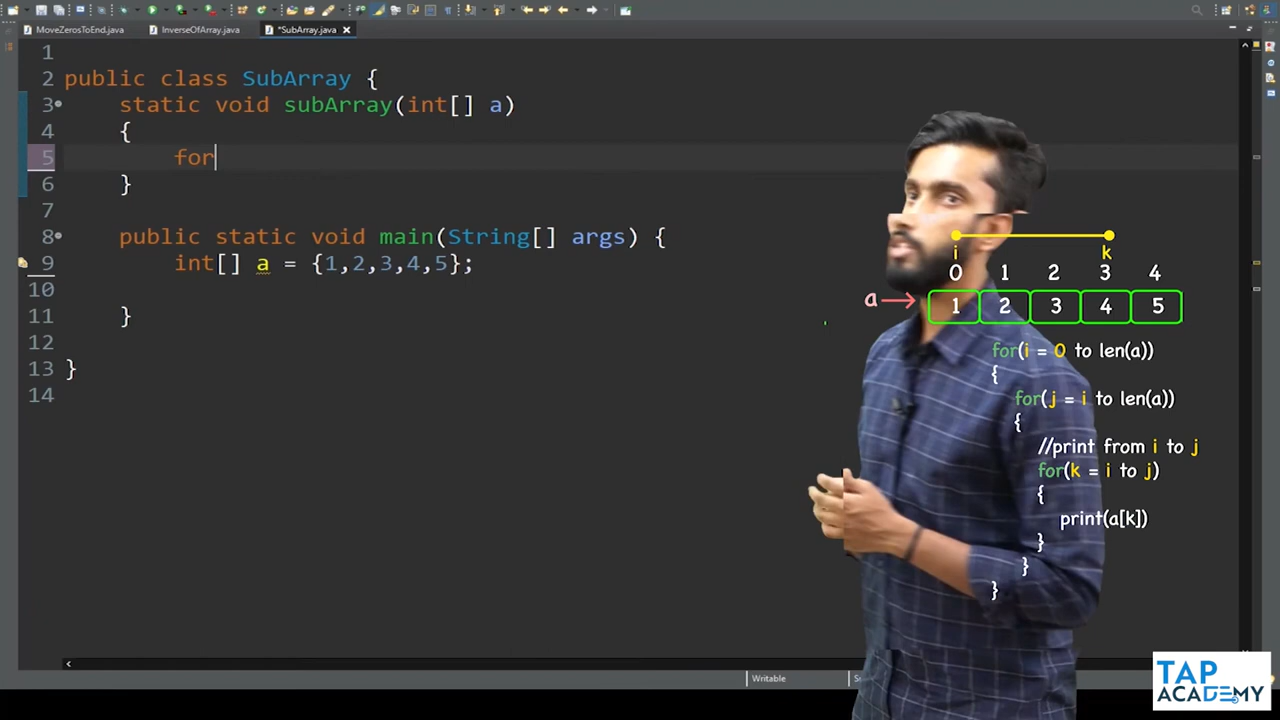 MoveZerosToEnd.java
InverseOfArray.java
*SubArray.java
1
2 public class SubArray {
3 static void subArray(int[] a)
4 {
5 for
6 }
7
8 public static void main(String[] args) {
9 int[] a = {1,2,3,4,5};
10
11 }
12
13 }
14
i k
0 1 2 3 4
a
1 2 3 4 5
for(i = 0 to len(a))
{
for(j = i to len(a))
{
//print from i to j
for(k = i to j)
{
print(a[k])
}
}
}
Writable
TAP
ACADEMY